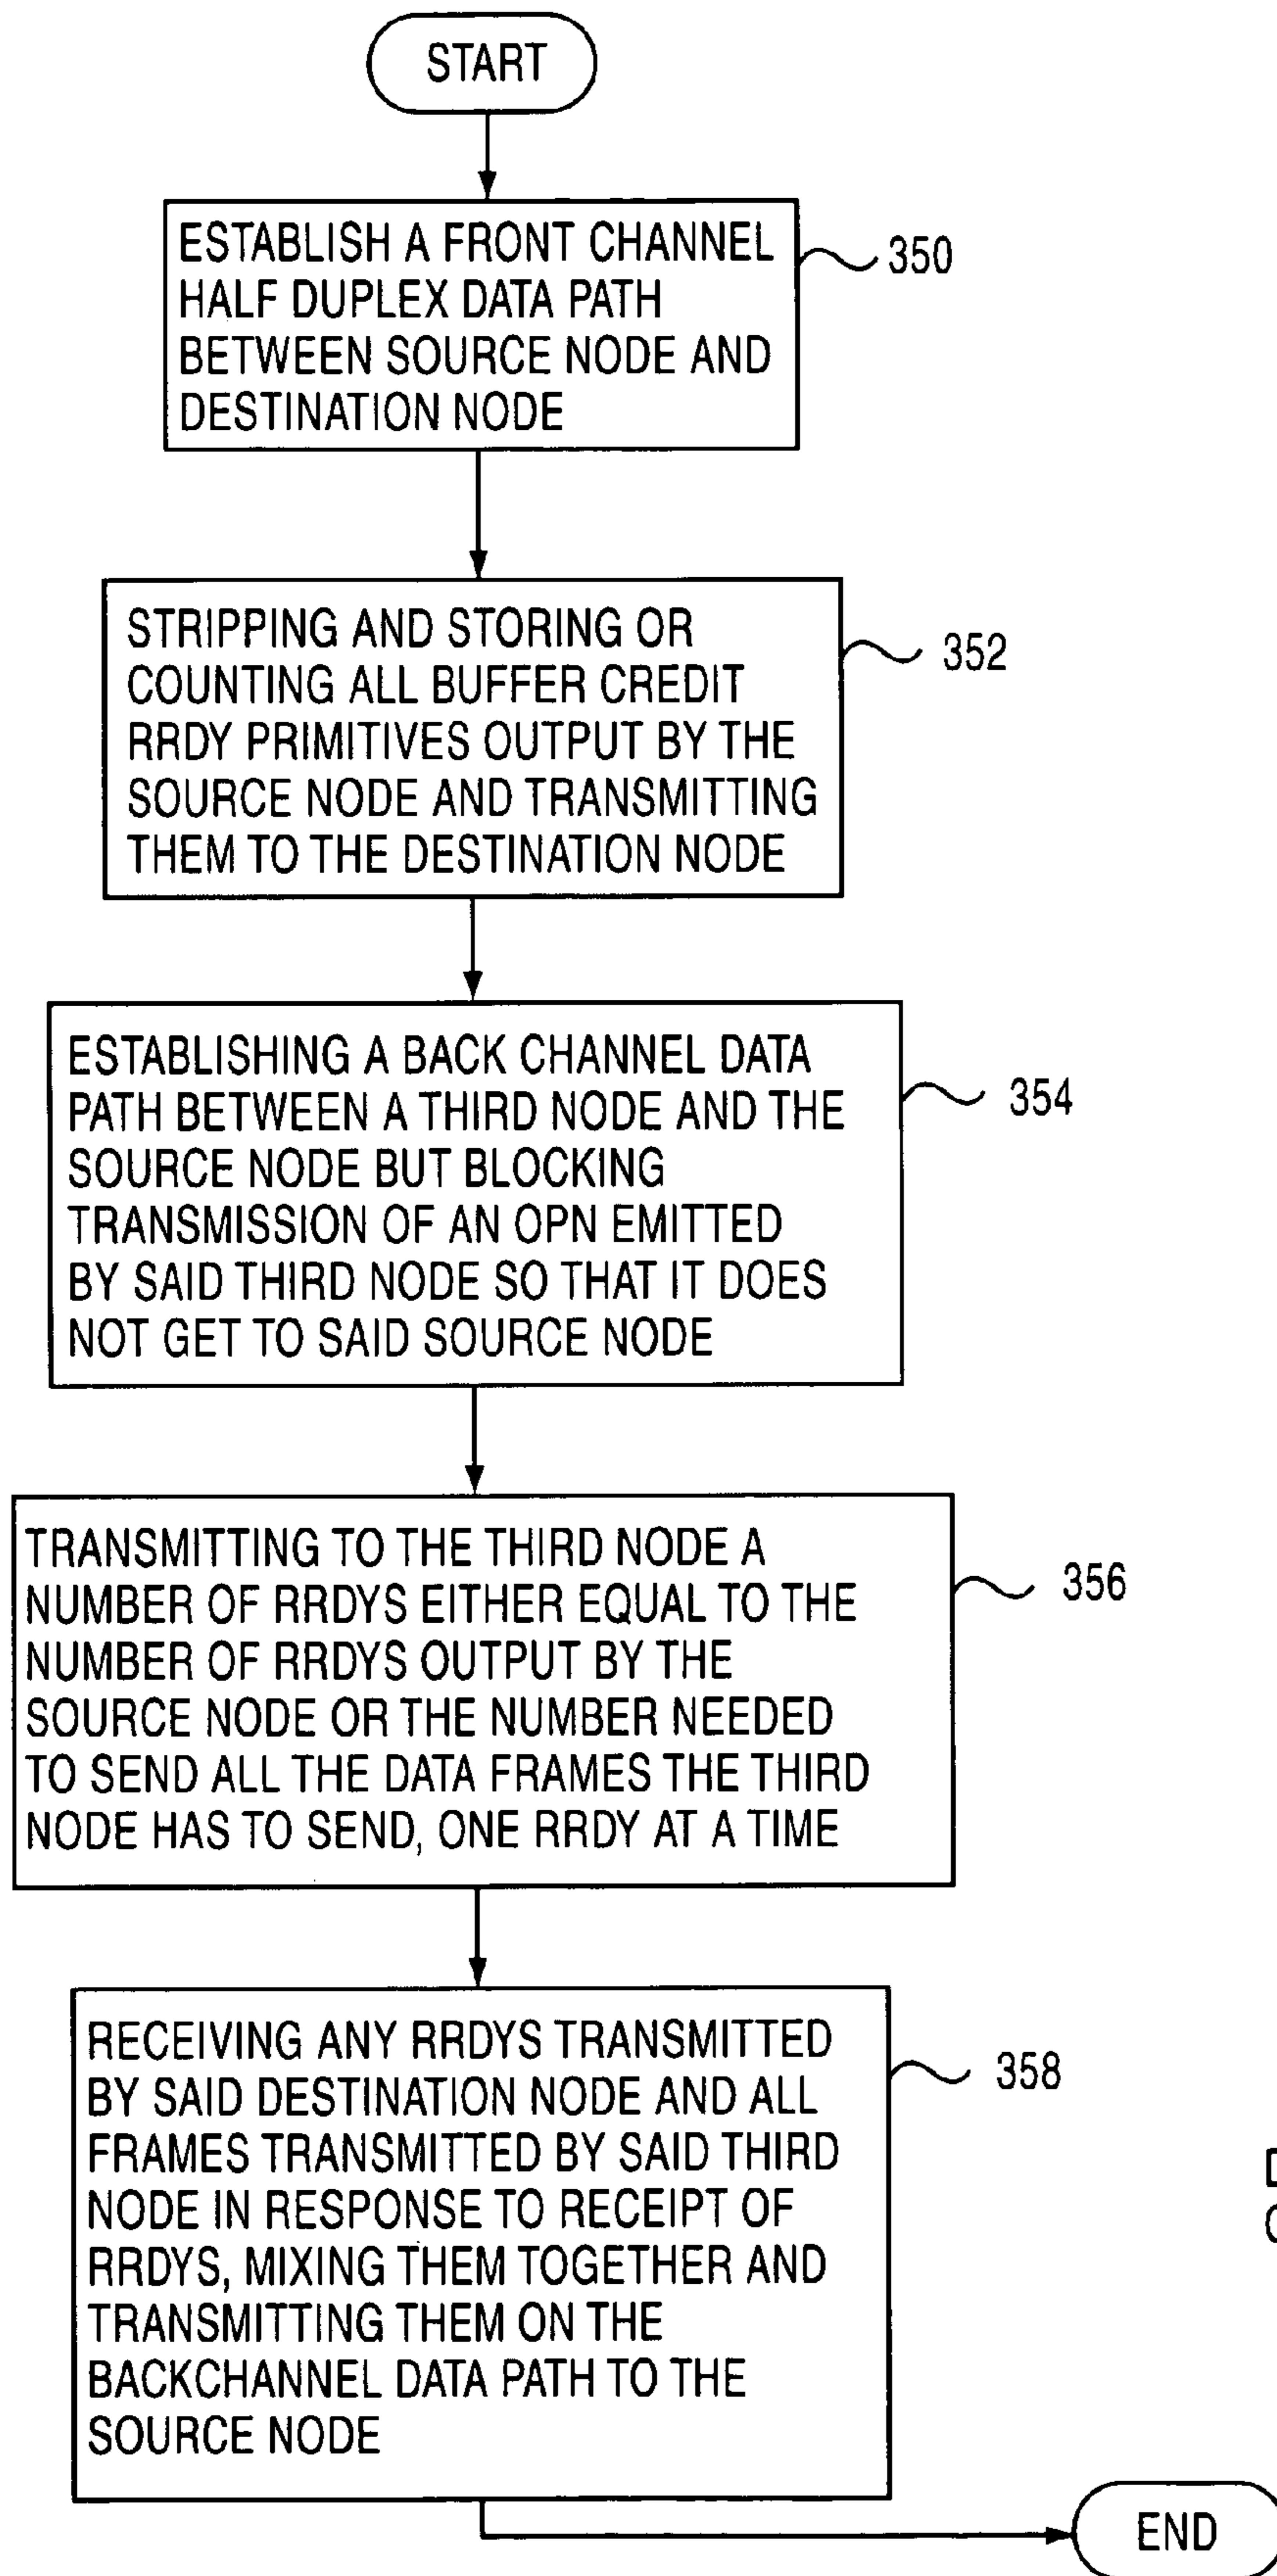 START
ESTABLISH A FRONT CHANNEL
HALF DUPLEX DATA PATH
BETWEEN SOURCE NODE AND
DESTINATION NODE
350
STRIPPING AND STORING OR
COUNTING ALL BUFFER CREDIT
RRDY PRIMITIVES OUTPUT BY THE
SOURCE NODE AND TRANSMITTING
THEM TO THE DESTINATION NODE
352
ESTABLISHING A BACK CHANNEL DATA
PATH BETWEEN A THIRD NODE AND THE
SOURCE NODE BUT BLOCKING
TRANSMISSION OF AN OPN EMITTED
BY SAID THIRD NODE SO THAT IT DOES
NOT GET TO SAID SOURCE NODE
354
TRANSMITTING TO THE THIRD NODE A
NUMBER OF RRDYS EITHER EQUAL TO THE
NUMBER OF RRDYS OUTPUT BY THE
SOURCE NODE OR THE NUMBER NEEDED
TO SEND ALL THE DATA FRAMES THE THIRD
NODE HAS TO SEND, ONE RRDY AT A TIME
356
RECEIVING ANY RRDYS TRANSMITTED
BY SAID DESTINATION NODE AND ALL
FRAMES TRANSMITTED BY SAID THIRD
NODE IN RESPONSE TO RECEIPT OF
RRDYS, MIXING THEM TOGETHER AND
TRANSMITTING THEM ON THE
BACKCHANNEL DATA PATH TO THE
SOURCE NODE
358
END